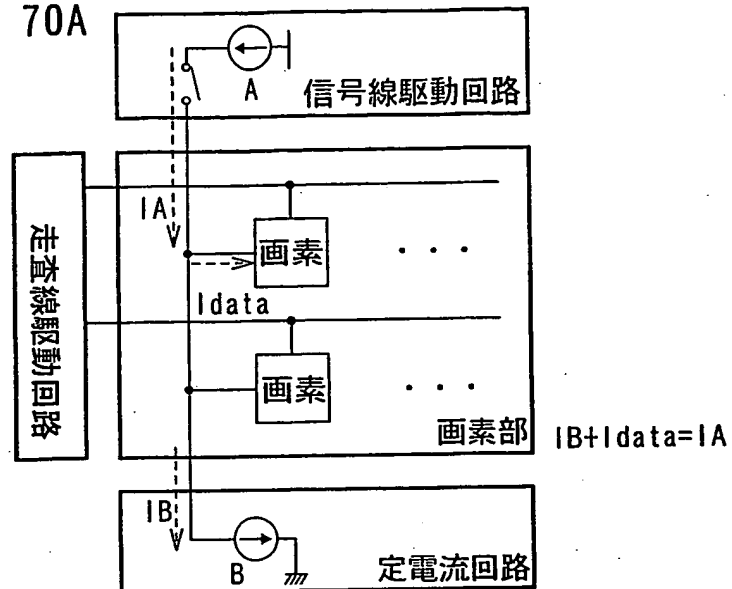 70A
A
信号線駆動回路
IA
走査線駆動回路
画素
・・・
Idata
画素
・・・
画素部
IB+Idata=IA
IB
B
定電流回路